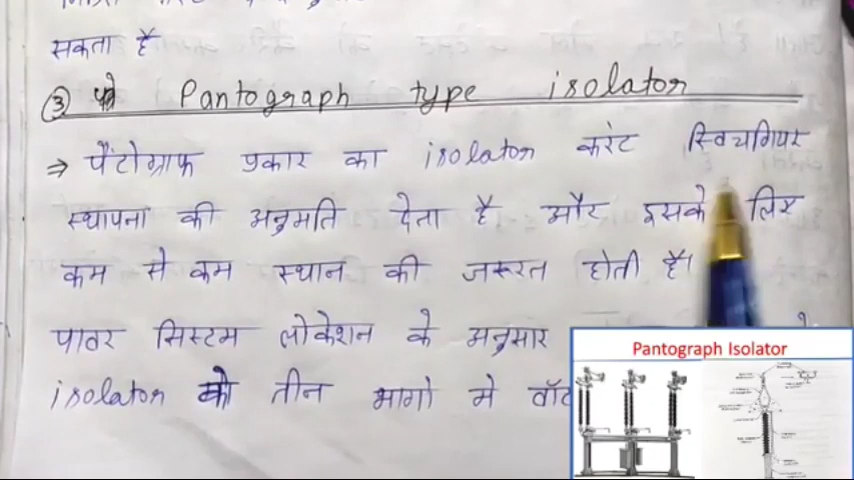 सकता है
③ Pantograph type isolator
⇒ पैंटोग्राफ प्रकार का isolator करंट स्विचगियर
स्थापना की अनुमति देता है और इसके लिए
कम से कम स्थान की जरूरत होती है।
पावर सिस्टम लोकेशन के अनुसार
isolator को तीन भागो मे
Pantograph Isolator